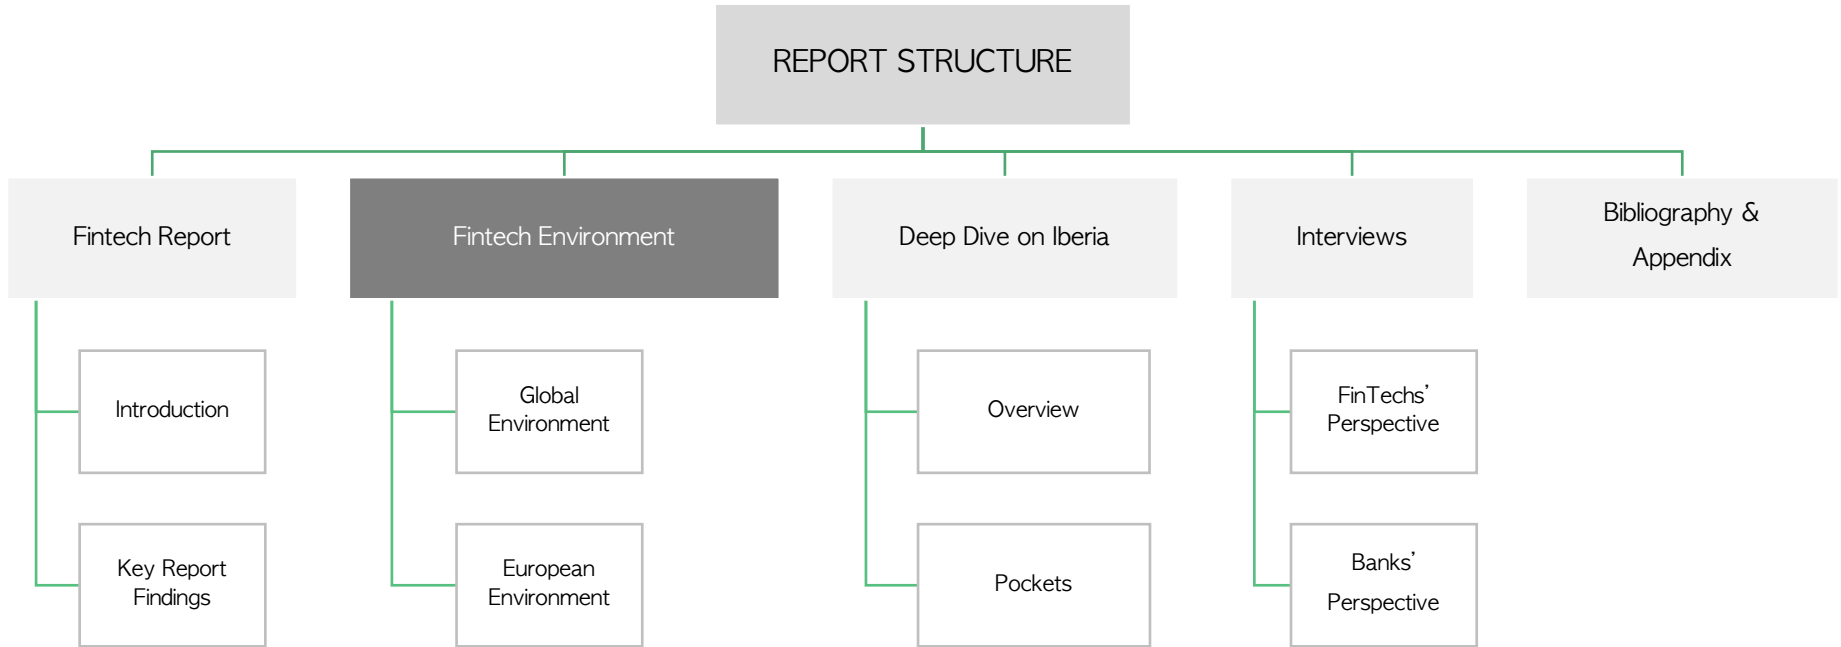 REPORT STRUCTURE
Fintech Report
Fintech Environment
Deep Dive on Iberia
Interviews
Bibliography &
Appendix
Introduction
Global
Environment
Overview
FinTechs’
Perspective
Key Report
Findings
European
Environment
Pockets
Banks’
Perspective